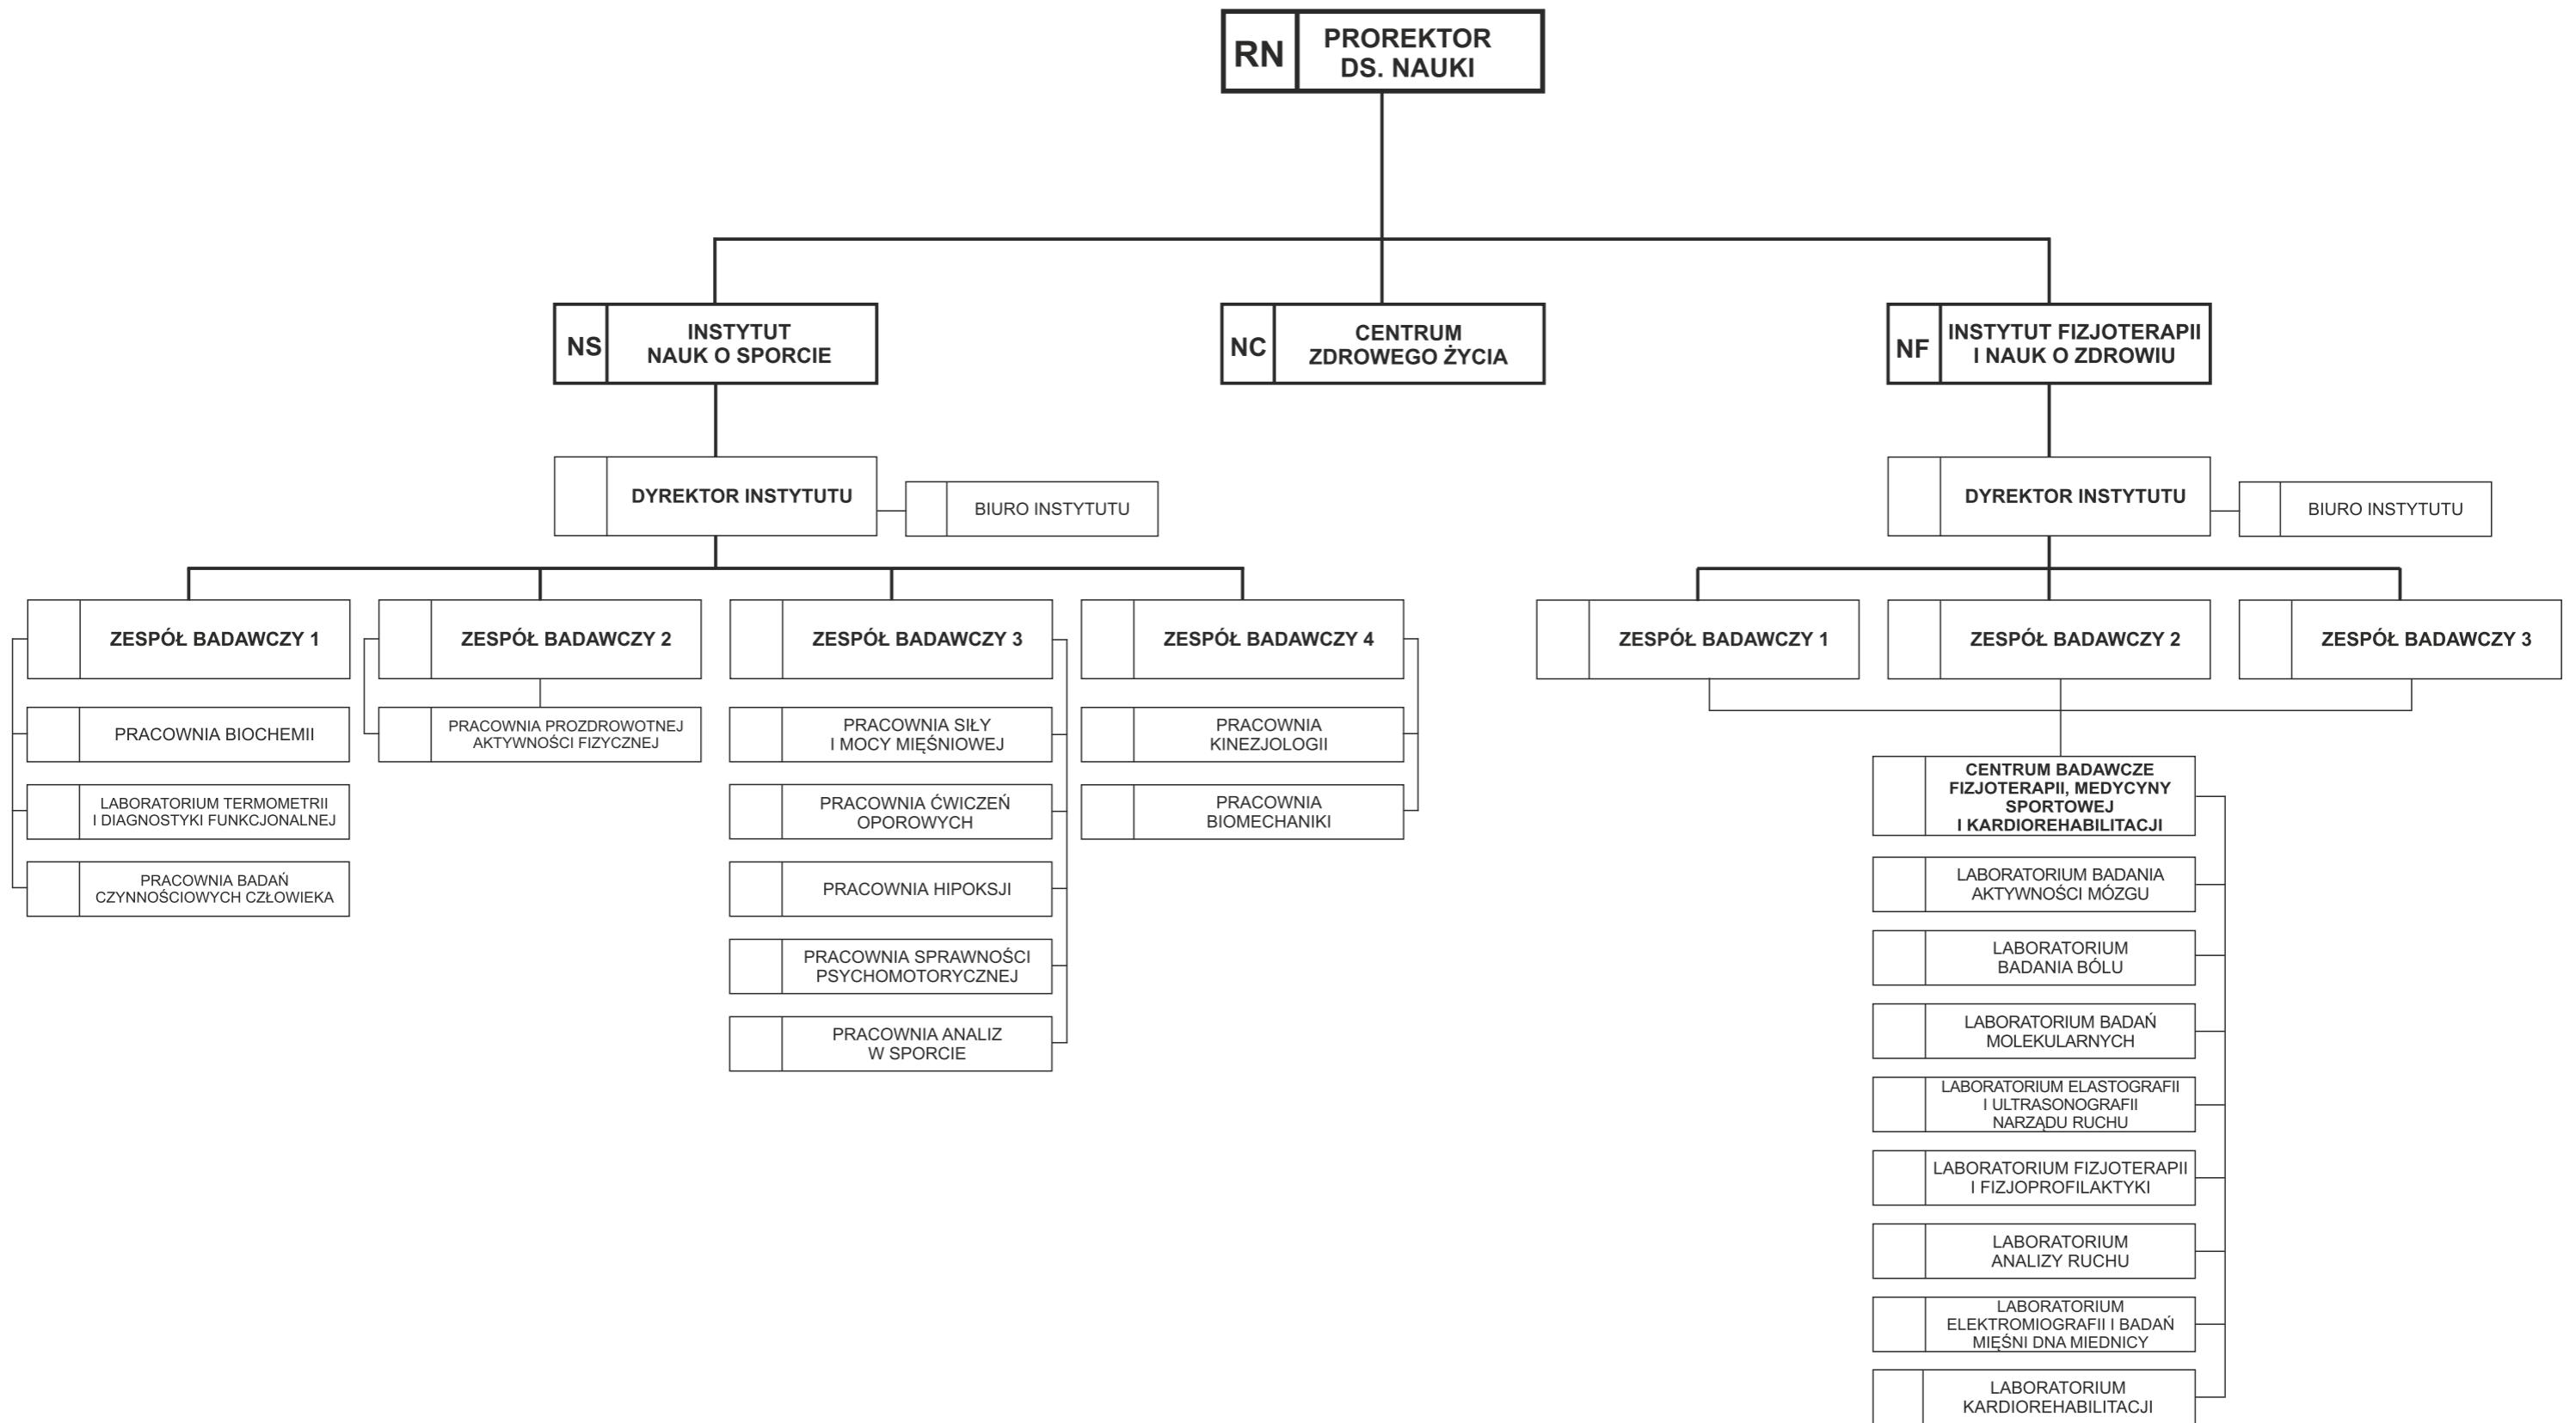 RN
PROREKTOR
DS. NAUKI
NS
INSTYTUT
NAUK O SPORCIE
NC
CENTRUM
ZDROWEGO ŻYCIA
NF
INSTYTUT FIZJOTERAPII
I NAUK O ZDROWIU
DYREKTOR INSTYTUTU
BIURO INSTYTUTU
DYREKTOR INSTYTUTU
BIURO INSTYTUTU
ZESPÓŁ BADAWCZY 1
ZESPÓŁ BADAWCZY 2
ZESPÓŁ BADAWCZY 3
ZESPÓŁ BADAWCZY 4
ZESPÓŁ BADAWCZY 1
ZESPÓŁ BADAWCZY 2
ZESPÓŁ BADAWCZY 3
PRACOWNIA BIOCHEMII
LABORATORIUM TERMOMETRII
I DIAGNOSTYKI FUNKCJONALNEJ
PRACOWNIA BADAŃ
CZYNNOŚCIOWYCH CZŁOWIEKA
PRACOWNIA PROZDROWOTNEJ
AKTYWNOŚCI FIZYCZNEJ
PRACOWNIA SIŁY
I MOCY MIĘŚNIOWEJ
PRACOWNIA ĆWICZEŃ
OPOROWYCH
PRACOWNIA HIPOKSJI
PRACOWNIA SPRAWNOŚCI
PSYCHOMOTORYCZNEJ
PRACOWNIA ANALIZ
W SPORCIE
PRACOWNIA
KINEZJOLOGII
PRACOWNIA
BIOMECHANIKI
CENTRUM BADAWCZE
FIZJOTERAPII, MEDYCYNY
SPORTOWEJ
I KARDIOREHABILITACJI
LABORATORIUM BADANIA
AKTYWNOŚCI MÓZGU
LABORATORIUM
BADANIA BÓLU
LABORATORIUM BADAŃ
MOLEKULARNYCH
LABORATORIUM ELASTOGRAFII
I ULTRASONOGRAFII
NARZĄDU RUCHU
LABORATORIUM FIZJOTERAPII
I FIZJOPROFILAKTYKI
LABORATORIUM
ANALIZY RUCHU
LABORATORIUM
ELEKTROMIOGRAFII I BADAŃ
MIĘŚNI DNA MIEDNICY
LABORATORIUM
KARDIOREHABILITACJI